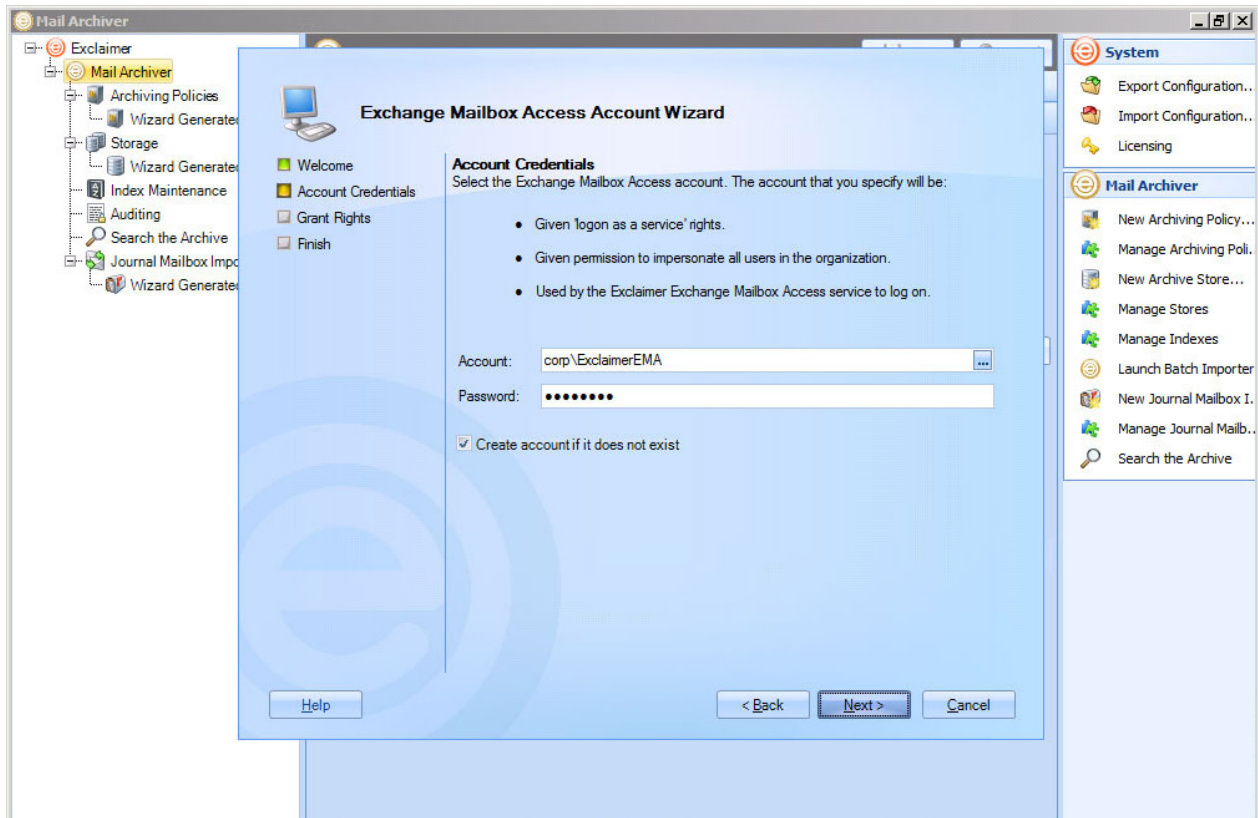 Mail Archiver
Exclaimer
Mail Archiver
Archiving Policies
Wizard Generated
Storage
Wizard Generated
Index Maintenance
Auditing
Search the Archive
Journal Mailbox Impo
Wizard Generated
Exchange Mailbox Access Account Wizard
Welcome
Account Credentials
Grant Rights
Finish
Account Credentials
Select the Exchange Mailbox Access account. The account that you specify will be:
• Given 'logon as a service' rights.
• Given permission to impersonate all users in the organization.
• Used by the Exclaimer Exchange Mailbox Access service to log on.
Account: corp\ExclaimerEMA ...
Password: ●●●●●●●●
Create account if it does not exist
Help
< Back
Next >
Cancel
System
Export Configuration...
Import Configuration...
Licensing
Mail Archiver
New Archiving Policy...
Manage Archiving Poli...
New Archive Store...
Manage Stores
Manage Indexes
Launch Batch Importer
New Journal Mailbox I...
Manage Journal Mailb...
Search the Archive